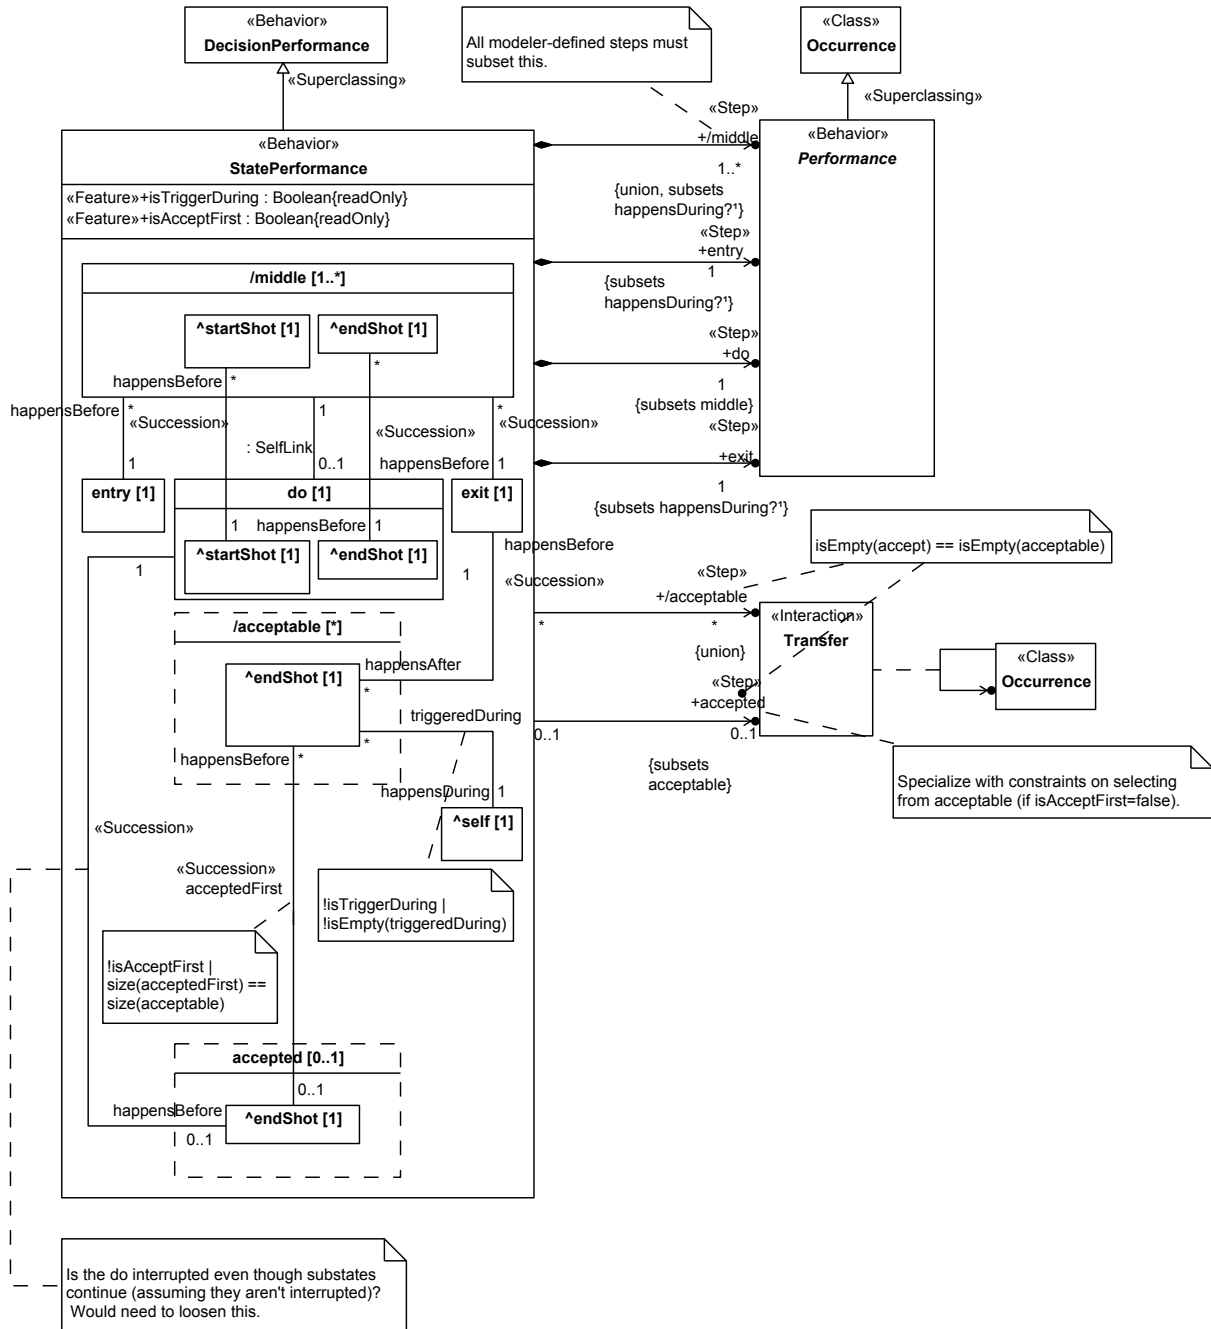 «Behavior»
DecisionPerformance
«Superclassing»
All modeler-defined steps must
subset this.
«Class»
Occurrence
«Superclassing»
«Behavior»
StatePerformance
«Feature»+isTriggerDuring : Boolean{readOnly}
«Feature»+isAcceptFirst : Boolean{readOnly}
«Step»
+/middle
1..*
{union, subsets
happensDuring?¹}
«Behavior»
Performance
«Step»
+entry
1
{subsets
happensDuring?¹}
«Step»
+do
1
{subsets middle}
«Step»
+exit
1
{subsets happensDuring?¹}
/middle [1..*]
^startShot [1]
^endShot [1]
happensBefore
*
*
happensBefore
*
«Succession»
1
: SelfLink
0..1
«Succession»
*
«Succession»
happensBefore
1
1
entry [1]
do [1]
exit [1]
1
happensBefore
1
^startShot [1]
^endShot [1]
1
happensBefore
1
«Succession»
isEmpty(accept) == isEmpty(acceptable)
«Step»
+/acceptable
*
*
{union}
«Interaction»
Transfer
«Class»
Occurrence
«Step»
+accepted
0..1
0..1
{subsets
acceptable}
Specialize with constraints on selecting
from acceptable (if isAcceptFirst=false).
/acceptable [*]
^endShot [1]
happensAfter
*
triggeredDuring
*
happensBefore
*
happensDuring
1
^self [1]
«Succession»
«Succession»
acceptedFirst
!isTriggerDuring |
!isEmpty(triggeredDuring)
!isAcceptFirst |
size(acceptedFirst) ==
size(acceptable)
accepted [0..1]
0..1
happensBefore
0..1
^endShot [1]
Is the do interrupted even though substates
continue (assuming they aren't interrupted)?
Would need to loosen this.